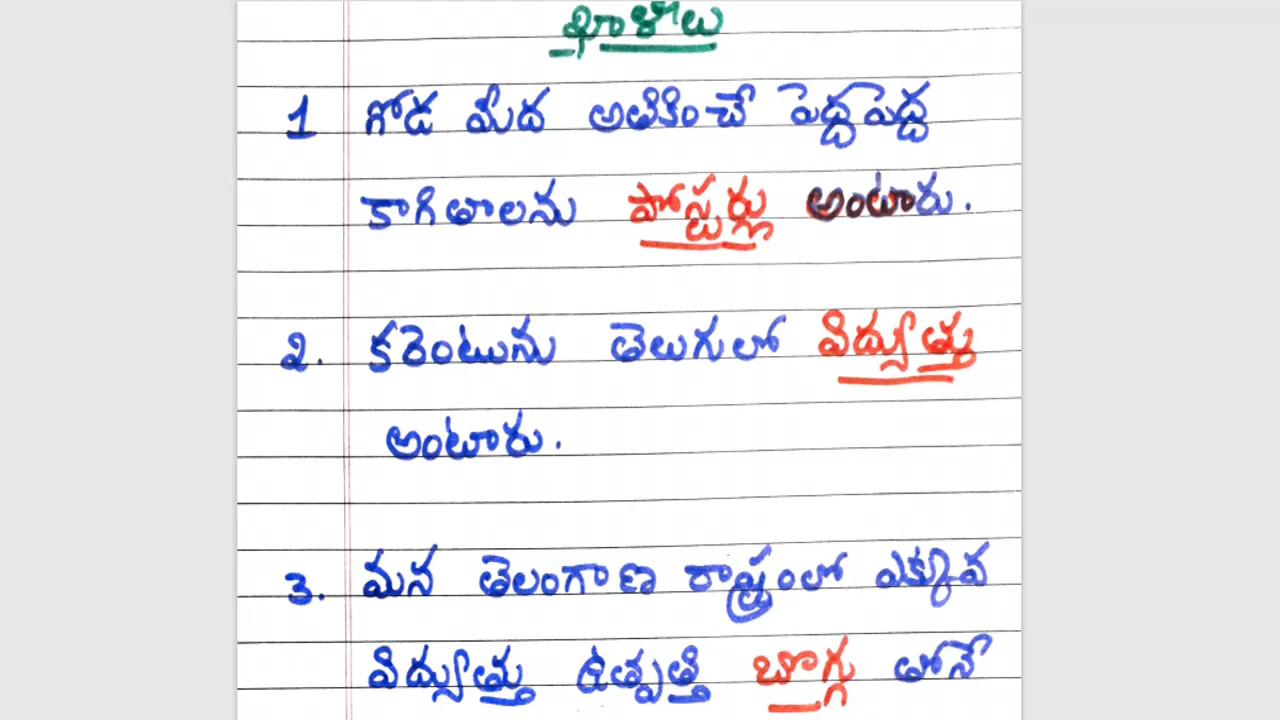 ఖాళీలు
1 గోడ మీద అతికించే పెద్దపెద్ద
కాగితాలను పోస్టర్లు అంటారు.
2. కరెంటును తెలుగులో విద్యుత్తు
అంటారు.
3. మన తెలంగాణ రాష్ట్రంలో ఎక్కువ
విద్యుత్తు ఉత్పత్తి బొగ్గు తోనే